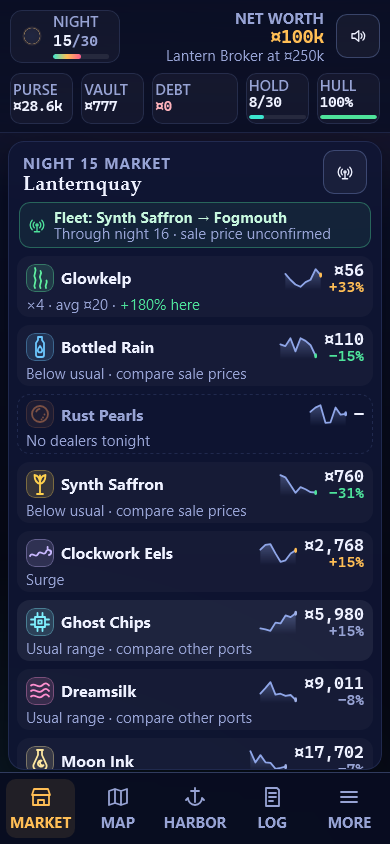 NIGHT
15/30
NET WORTH
¤100k
Lantern Broker at ¤250k
PURSE
¤28.6k
VAULT
¤777
DEBT
¤0
HOLD
8/30
HULL
100%
NIGHT 15 MARKET
Lanternquay
Fleet: Synth Saffron → Fogmouth
Through night 16 · sale price unconfirmed
Glowkelp
¤56
+33%
×4 · avg ¤20 · +180% here
Bottled Rain
¤110
−15%
Below usual · compare sale prices
Rust Pearls
—
No dealers tonight
Synth Saffron
¤760
−31%
Below usual · compare sale prices
Clockwork Eels
¤2,768
+15%
Surge
Ghost Chips
¤5,980
+15%
Usual range · compare other ports
Dreamsilk
¤9,011
−8%
Usual range · compare other ports
Moon Ink
¤17,702
−7%
MARKET
MAP
HARBOR
LOG
MORE